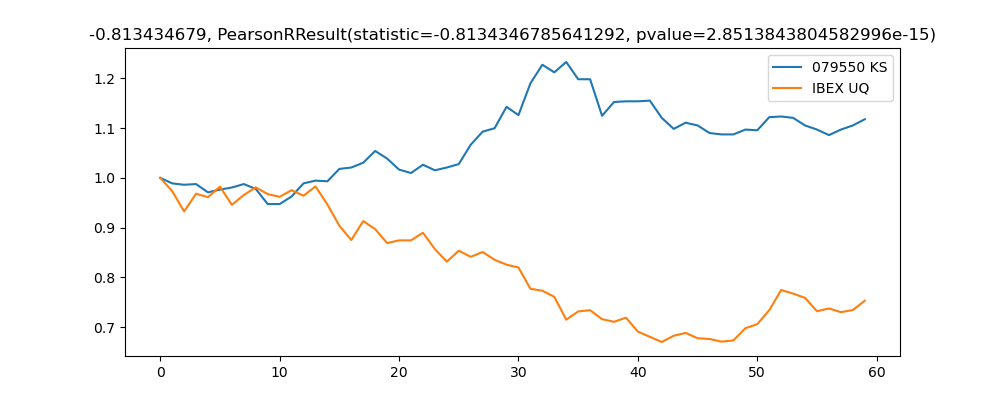 -0.813434679, PearsonRResult(statistic=-0.8134346785641292, pvalue=2.8513843804582996e-15)
079550 KS
IBEX UQ
1.2
1.1
1.0
0.9
0.8
0.7
0 10 20 30 40 50 60